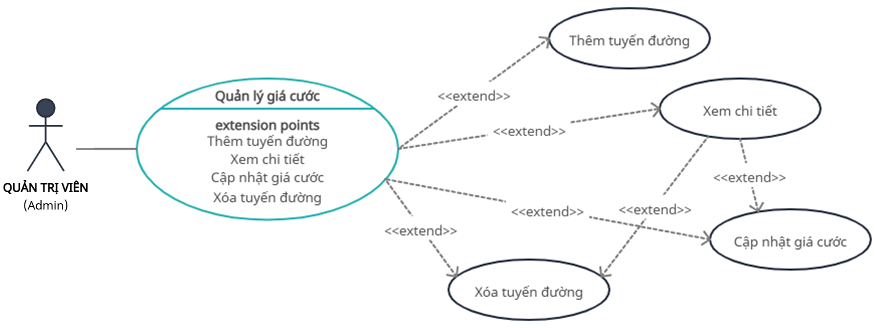 Thêm tuyến đường
<<extend>>
Quản lý giá cước
extension points
Thêm tuyến đường
Xem chi tiết
Cập nhật giá cước
Xóa tuyến đường
Xem chi tiết
<<extend>>
QUẢN TRỊ VIÊN
(Admin)
<<extend>>
<<extend>>
<<extend>>
<<extend>>
Cập nhật giá cước
Xóa tuyến đường